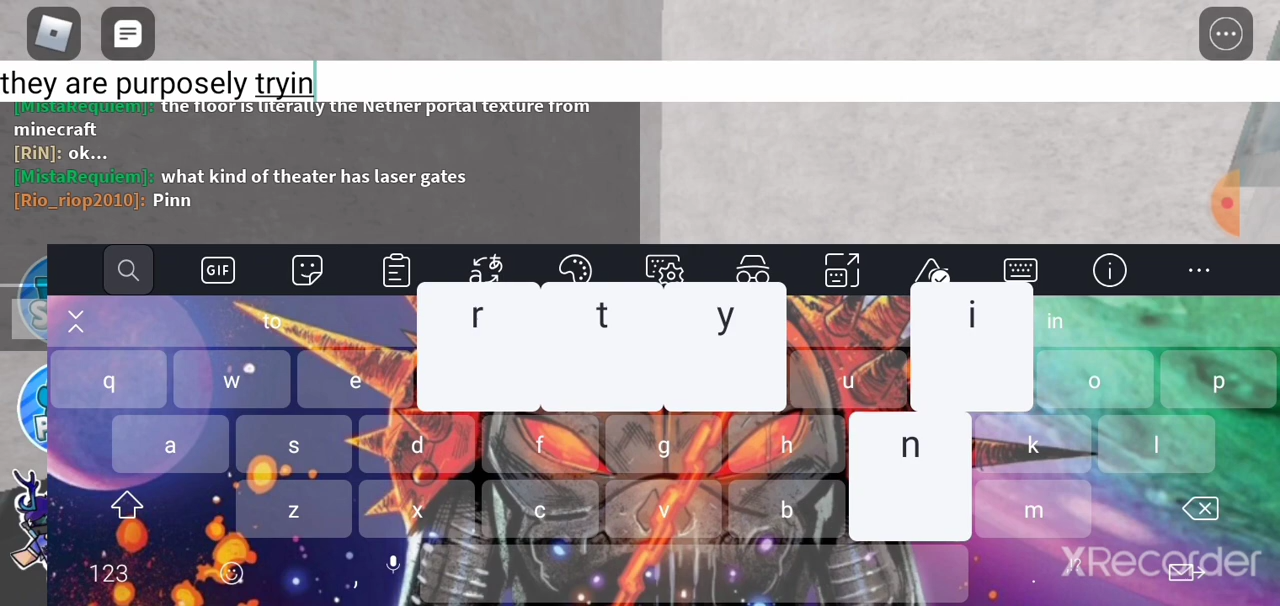 they are purposely tryin
[MistaRequiem]: the floor is literally the Nether portal texture from
minecraft
[RiN]: ok...
[MistaRequiem]: what kind of theater has laser gates
[Rio_riop2010]: Pinn
GIF
to in
r t y i
q w e u o p
n
a s d f g h k l
z x c v b m
XRecorder
123 , . !?